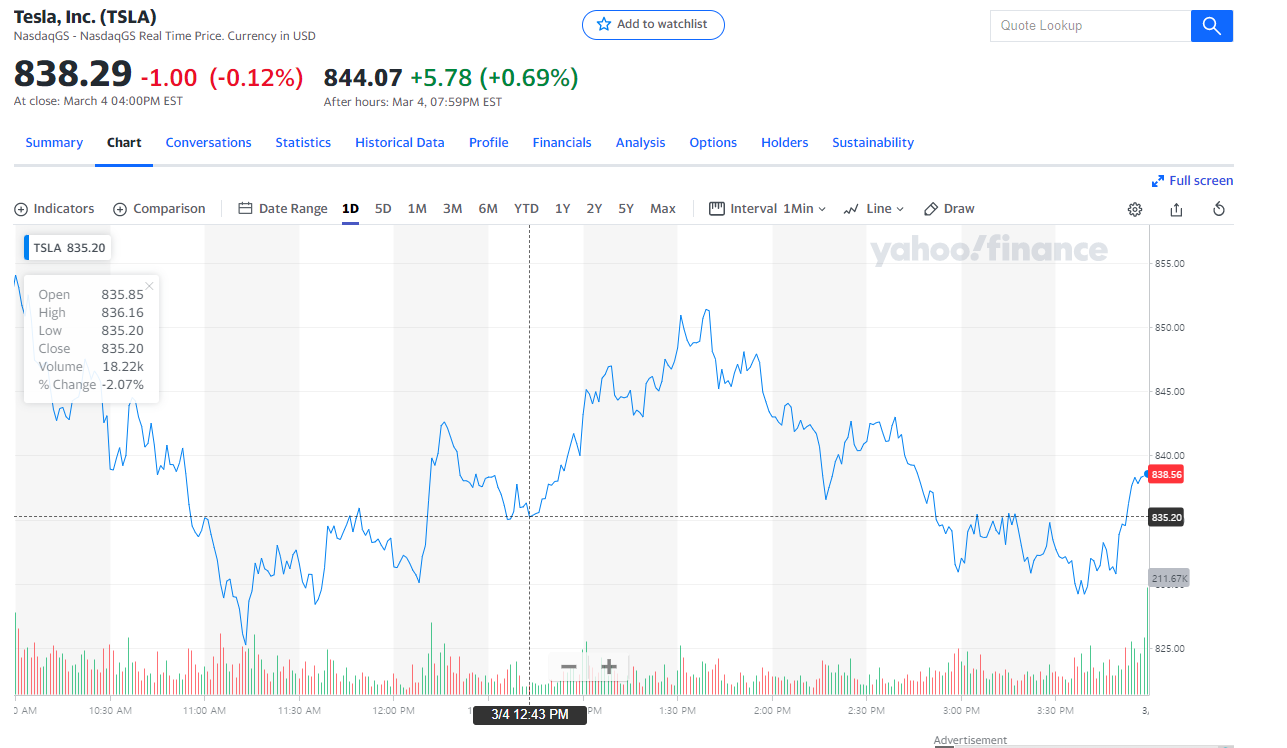 Tesla, Inc. (TSLA)
NasdaqGS - NasdaqGS Real Time Price. Currency in USD
Add to watchlist
Quote Lookup
838.29 -1.00 (-0.12%) 844.07 +5.78 (+0.69%)
At close: March 4 04:00PM EST
After hours: Mar 4, 07:59PM EST
Summary Chart Conversations Statistics Historical Data Profile Financials Analysis Options Holders Sustainability
Full screen
Indicators Comparison Date Range 1D 5D 1M 3M 6M YTD 1Y 2Y 5Y Max Interval 1Min Line Draw
TSLA 835.20
yahoo!finance
Open 835.85
High 836.16
Low 835.20
Close 835.20
Volume 18.22k
% Change -2.07%
855.00
850.00
845.00
840.00
838.56
835.20
211.67K
825.00
0 AM 10:30 AM 11:00 AM 11:30 AM 12:00 PM 3/4 12:43 PM PM 1:30 PM 2:00 PM 2:30 PM 3:00 PM 3:30 PM 3/
Advertisement